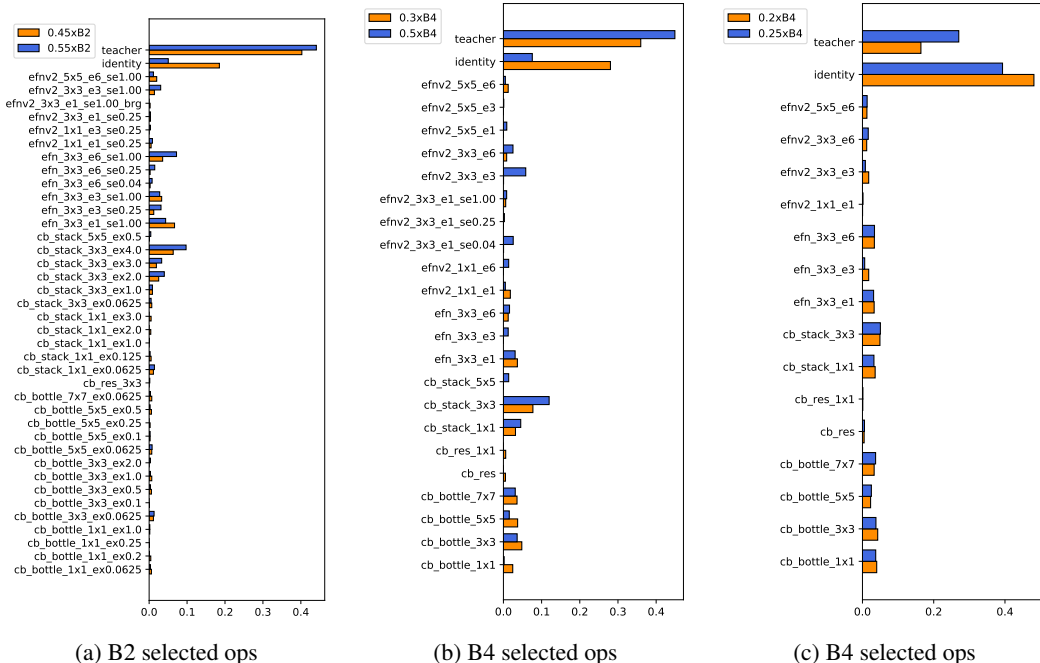 0.45xB2
0.55xB2
teacher
identity
efnv2_5x5_e6_se1.00
efnv2_3x3_e3_se1.00
efnv2_3x3_e1_se1.00_brg
efnv2_3x3_e1_se0.25
efnv2_1x1_e3_se0.25
efnv2_1x1_e1_se0.25
efn_3x3_e6_se1.00
efn_3x3_e6_se0.25
efn_3x3_e6_se0.04
efn_3x3_e3_se1.00
efn_3x3_e3_se0.25
efn_3x3_e1_se1.00
cb_stack_5x5_ex0.5
cb_stack_3x3_ex4.0
cb_stack_3x3_ex3.0
cb_stack_3x3_ex2.0
cb_stack_3x3_ex1.0
cb_stack_3x3_ex0.0625
cb_stack_1x1_ex3.0
cb_stack_1x1_ex2.0
cb_stack_1x1_ex1.0
cb_stack_1x1_ex0.125
cb_stack_1x1_ex0.0625
cb_res_3x3
cb_bottle_7x7_ex0.0625
cb_bottle_5x5_ex0.5
cb_bottle_5x5_ex0.25
cb_bottle_5x5_ex0.1
cb_bottle_5x5_ex0.0625
cb_bottle_3x3_ex2.0
cb_bottle_3x3_ex1.0
cb_bottle_3x3_ex0.5
cb_bottle_3x3_ex0.1
cb_bottle_3x3_ex0.0625
cb_bottle_1x1_ex1.0
cb_bottle_1x1_ex0.25
cb_bottle_1x1_ex0.2
cb_bottle_1x1_ex0.0625
0.0 0.1 0.2 0.3 0.4
(a) B2 selected ops
0.3xB4
0.5xB4
teacher
identity
efnv2_5x5_e6
efnv2_5x5_e3
efnv2_5x5_e1
efnv2_3x3_e6
efnv2_3x3_e3
efnv2_3x3_e1_se1.00
efnv2_3x3_e1_se0.25
efnv2_3x3_e1_se0.04
efnv2_1x1_e6
efnv2_1x1_e1
efn_3x3_e6
efn_3x3_e3
efn_3x3_e1
cb_stack_5x5
cb_stack_3x3
cb_stack_1x1
cb_res_1x1
cb_res
cb_bottle_7x7
cb_bottle_5x5
cb_bottle_3x3
cb_bottle_1x1
0.0 0.1 0.2 0.3 0.4
(b) B4 selected ops
0.2xB4
0.25xB4
teacher
identity
efnv2_5x5_e6
efnv2_3x3_e6
efnv2_3x3_e3
efnv2_1x1_e1
efn_3x3_e6
efn_3x3_e3
efn_3x3_e1
cb_stack_3x3
cb_stack_1x1
cb_res_1x1
cb_res
cb_bottle_7x7
cb_bottle_5x5
cb_bottle_3x3
cb_bottle_1x1
0.0 0.2 0.4
(c) B4 selected ops